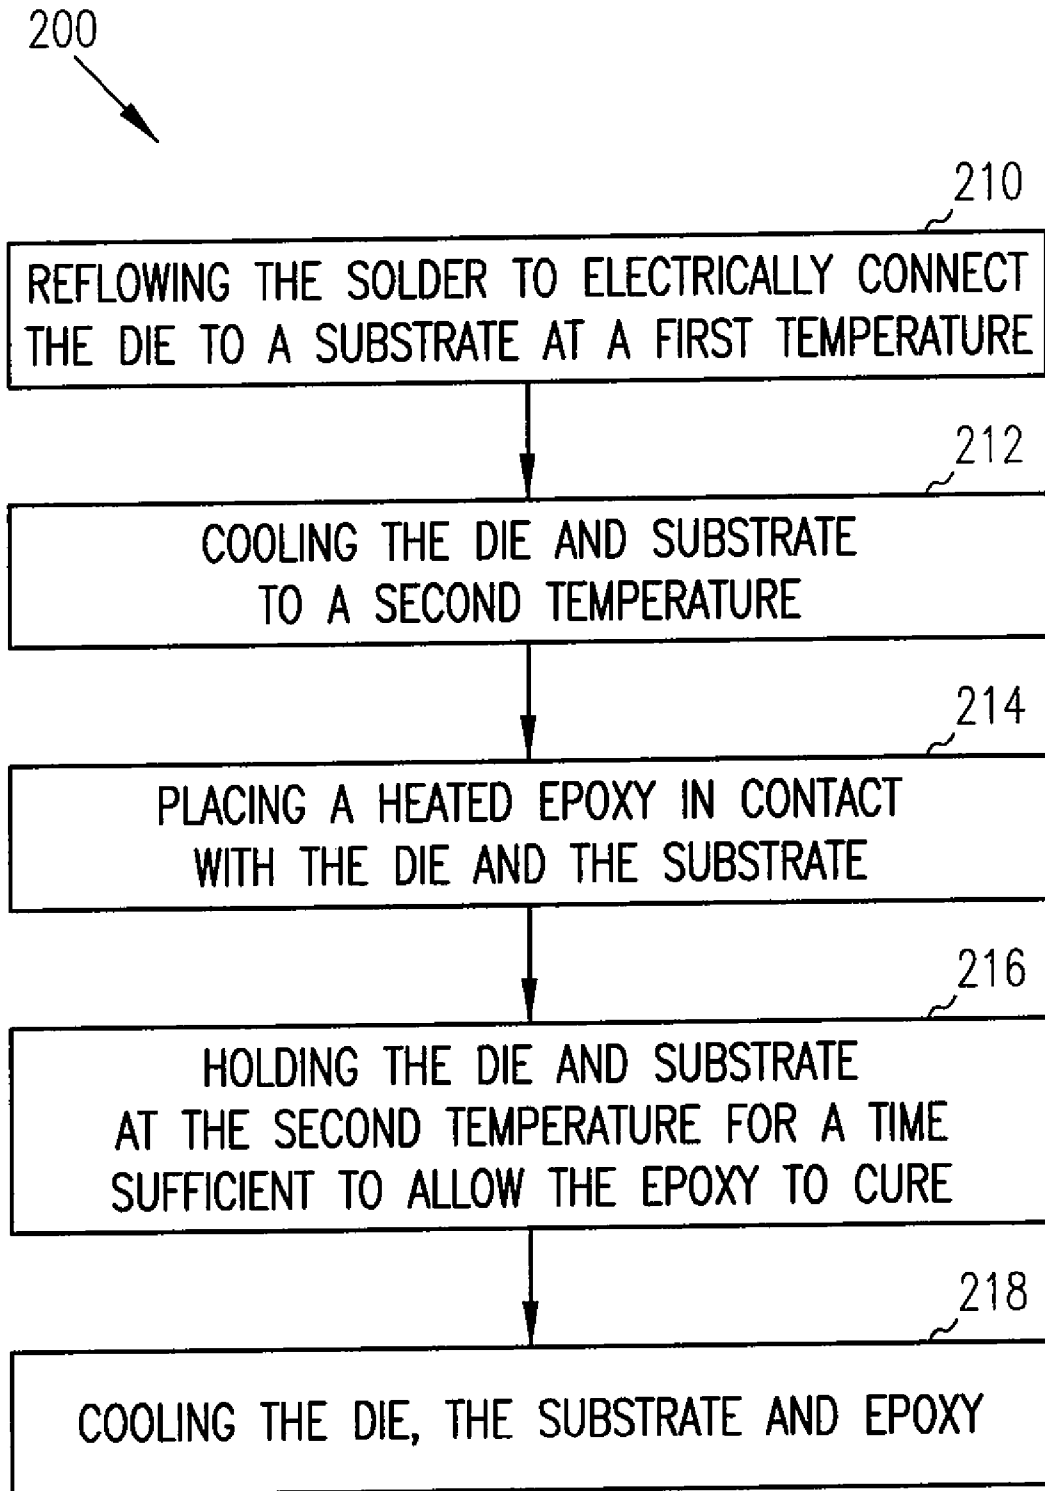 200
210
REFLOWING THE SOLDER TO ELECTRICALLY CONNECT
THE DIE TO A SUBSTRATE AT A FIRST TEMPERATURE
212
COOLING THE DIE AND SUBSTRATE
TO A SECOND TEMPERATURE
214
PLACING A HEATED EPOXY IN CONTACT
WITH THE DIE AND THE SUBSTRATE
216
HOLDING THE DIE AND SUBSTRATE
AT THE SECOND TEMPERATURE FOR A TIME
SUFFICIENT TO ALLOW THE EPOXY TO CURE
218
COOLING THE DIE, THE SUBSTRATE AND EPOXY